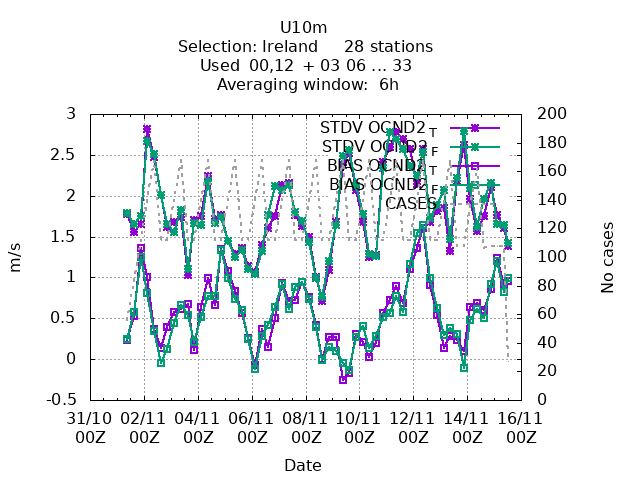 U10m
Selection: Ireland 28 stations
Used 00,12 + 03 06 ... 33
Averaging window: 6h
STDV OCND2 T
STDV OCND2 F
BIAS OCND2 T
BIAS OCND2 F
CASES
3
2.5
2
1.5
1
0.5
0
-0.5
m/s
200
180
160
140
120
100
80
60
40
20
0
No cases
31/10 02/11 04/11 06/11 08/11 10/11 12/11 14/11 16/11
00Z 00Z 00Z 00Z 00Z 00Z 00Z 00Z 00Z
Date